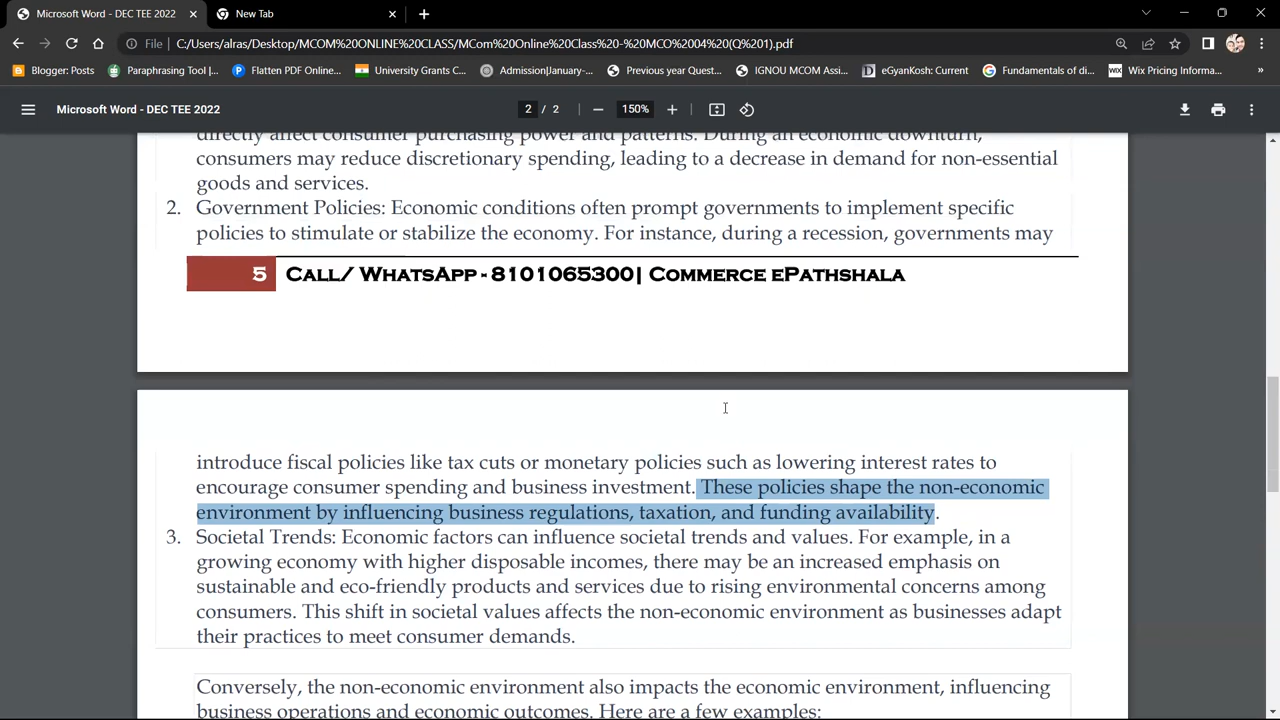 Microsoft Word - DEC TEE 2022
New Tab
File
C:/Users/alras/Desktop/MCOM%20ONLINE%20CLASS/MCom%20Online%20Class%20-%20MCO%2004%20(Q%201).pdf
Blogger: Posts
Paraphrasing Tool |...
Flatten PDF Online...
University Grants C...
Admission|January-...
Previous year Quest...
IGNOU MCOM Assi...
eGyanKosh: Current
Fundamentals of di...
Wix Pricing Informa...
»
Microsoft Word - DEC TEE 2022
2 / 2
150%
directly affect consumer purchasing power and patterns. During an economic downturn,
consumers may reduce discretionary spending, leading to a decrease in demand for non-essential
goods and services.
2. Government Policies: Economic conditions often prompt governments to implement specific
policies to stimulate or stabilize the economy. For instance, during a recession, governments may
5 Call/ WhatsApp - 8101065300| Commerce ePathshala
introduce fiscal policies like tax cuts or monetary policies such as lowering interest rates to
encourage consumer spending and business investment. These policies shape the non-economic
environment by influencing business regulations, taxation, and funding availability.
3. Societal Trends: Economic factors can influence societal trends and values. For example, in a
growing economy with higher disposable incomes, there may be an increased emphasis on
sustainable and eco-friendly products and services due to rising environmental concerns among
consumers. This shift in societal values affects the non-economic environment as businesses adapt
their practices to meet consumer demands.
Conversely, the non-economic environment also impacts the economic environment, influencing
business operations and economic outcomes. Here are a few examples: